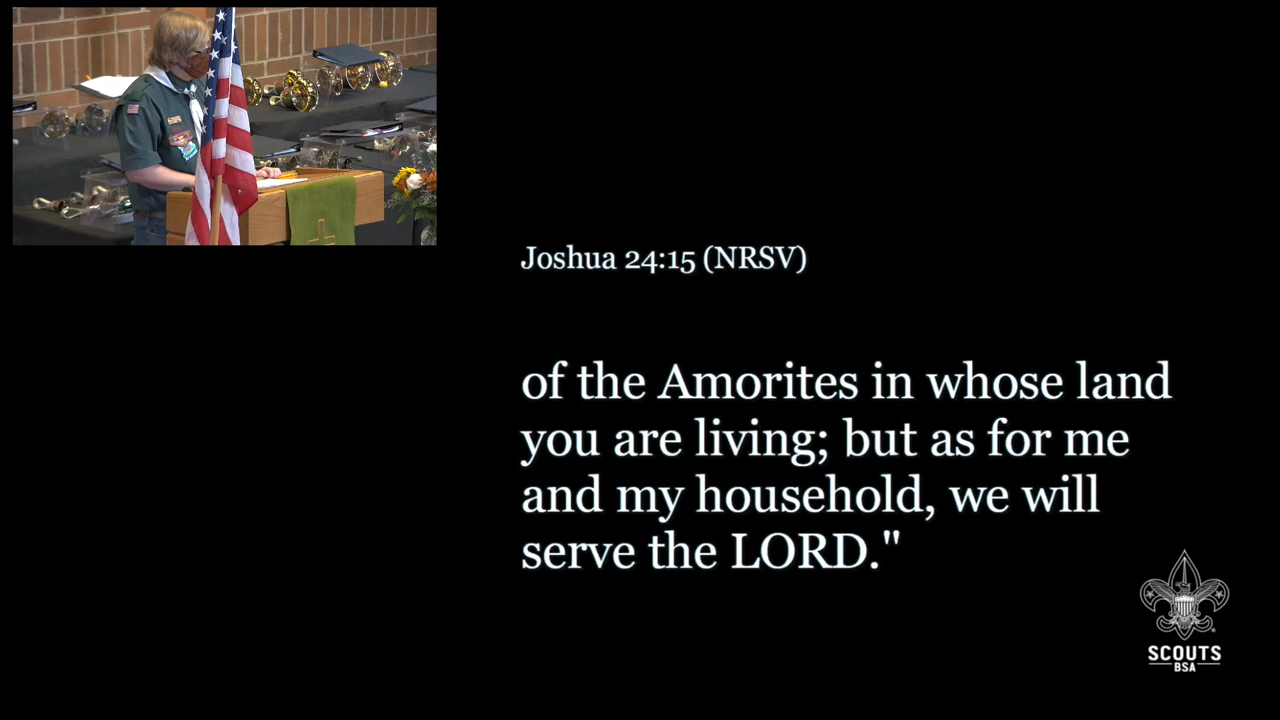 Joshua 24:15 (NRSV)
of the Amorites in whose land
you are living; but as for me
and my household, we will
serve the LORD."
SCOUTS
BSA